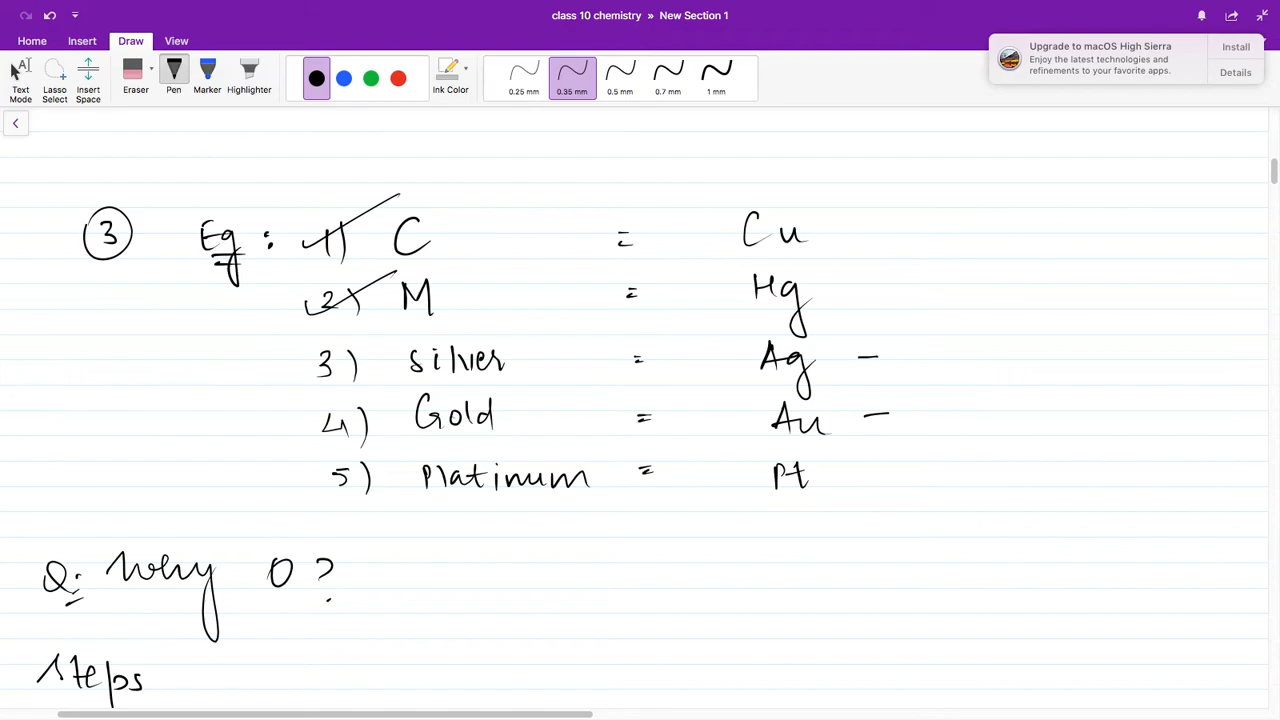 class 10 chemistry » New Section 1
Home Insert Draw View
Upgrade to macOS High Sierra
Enjoy the latest technologies and
refinements to your favorite apps.
Install
Details
Text Mode
Lasso Select
Insert Space
Eraser
Pen
Marker
Highlighter
Ink Color
0.25 mm
0.35 mm
0.5 mm
0.7 mm
1 mm
3 Eg : 1) C = Cu
2) M = Hg
3) Silver = Ag -
4) Gold = Au -
5) Platinum = Pt
Q: Why O ?
Steps